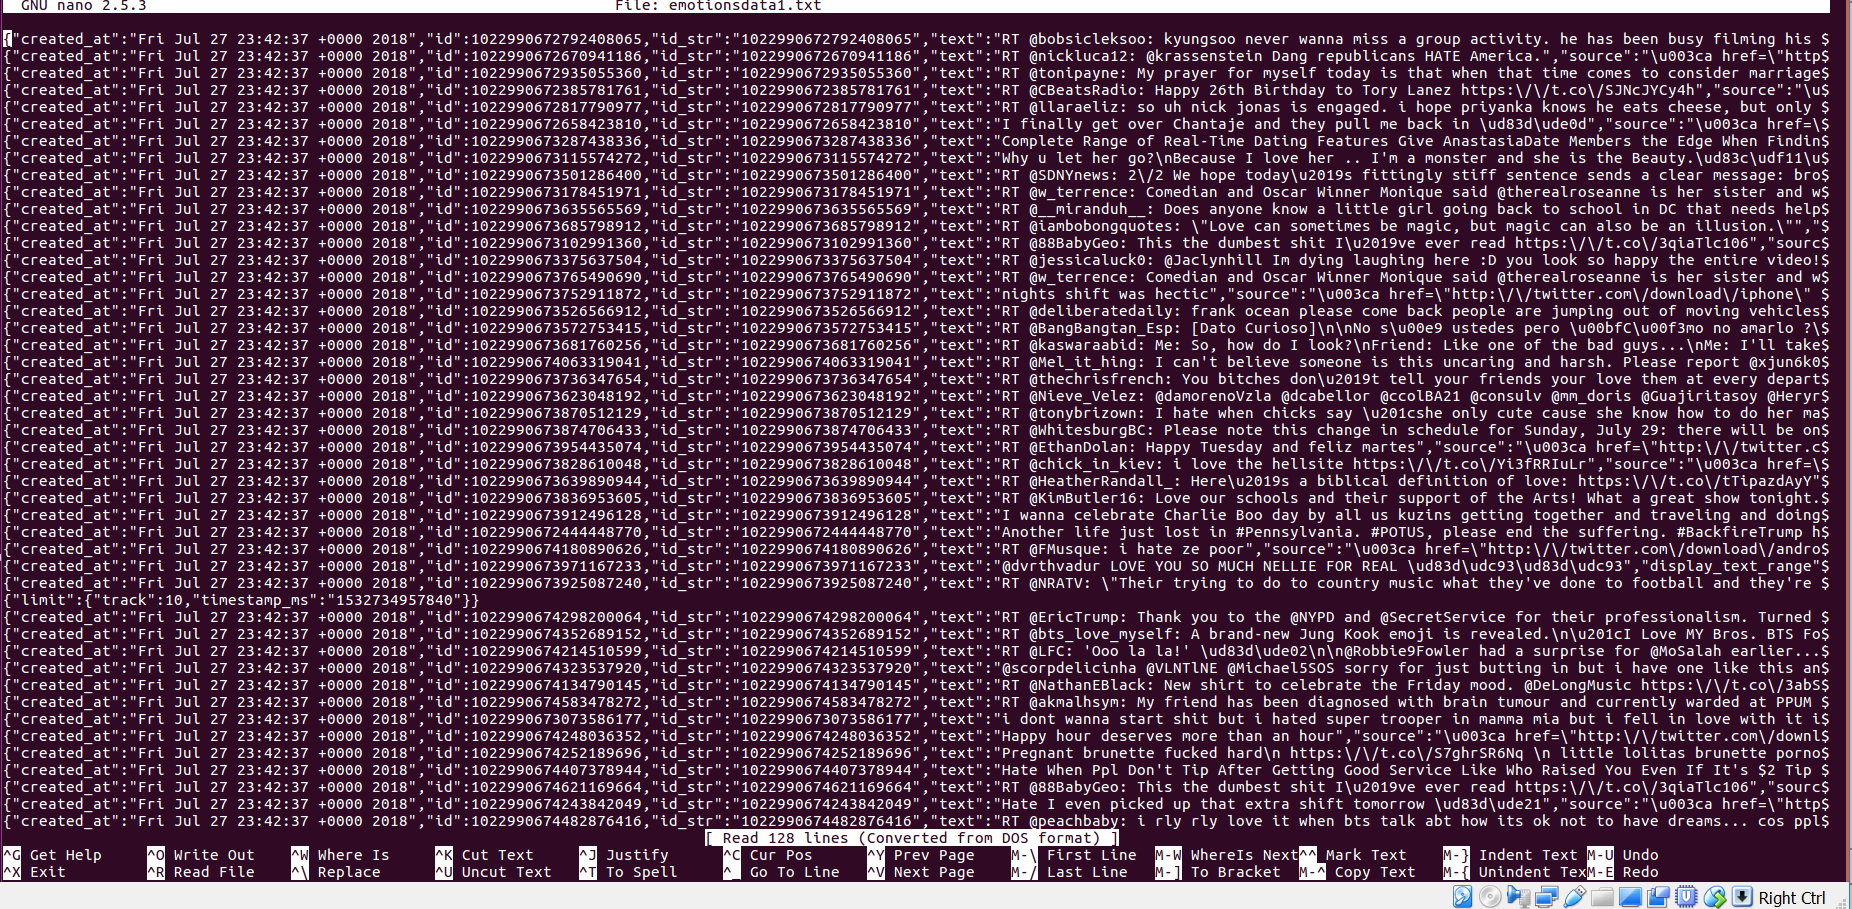 GNU nano 2.5.3 File: emotionsdata1.txt
{"created_at":"Fri Jul 27 23:42:37 +0000 2018","id":1022990672792408065,"id_str":"1022990672792408065","text":"RT @bobsicleksoo: kyungsoo never wanna miss a group activity. he has been busy filming his $
{"created_at":"Fri Jul 27 23:42:37 +0000 2018","id":1022990672670941186,"id_str":"1022990672670941186","text":"RT @nickluca12: @krassenstein Dang republicans HATE America.","source":"\u003ca href=\"http$
{"created_at":"Fri Jul 27 23:42:37 +0000 2018","id":1022990672935055360,"id_str":"1022990672935055360","text":"RT @tonipayne: My prayer for myself today is that when that time comes to consider marriage$
{"created_at":"Fri Jul 27 23:42:37 +0000 2018","id":1022990672385781761,"id_str":"1022990672385781761","text":"RT @CBeatsRadio: Happy 26th Birthday to Tory Lanez https:\/\/t.co\/SJNcJYCy4h","source":"\u$
{"created_at":"Fri Jul 27 23:42:37 +0000 2018","id":1022990672817790977,"id_str":"1022990672817790977","text":"RT @llaraeliz: so uh nick jonas is engaged. i hope priyanka knows he eats cheese, but only $
{"created_at":"Fri Jul 27 23:42:37 +0000 2018","id":1022990672658423810,"id_str":"1022990672658423810","text":"I finally get over Chantaje and they pull me back in \ud83d\ude0d","source":"\u003ca href=\$
{"created_at":"Fri Jul 27 23:42:37 +0000 2018","id":1022990673287438336,"id_str":"1022990673287438336","text":"Complete Range of Real-Time Dating Features Give AnastasiaDate Members the Edge When Findin$
{"created_at":"Fri Jul 27 23:42:37 +0000 2018","id":1022990673115574272,"id_str":"1022990673115574272","text":"Why u let her go?\nBecause I love her .. I'm a monster and she is the Beauty.\ud83c\udf11\u$
{"created_at":"Fri Jul 27 23:42:37 +0000 2018","id":1022990673501286400,"id_str":"1022990673501286400","text":"RT @SDNYnews: 2\/2 We hope today\u2019s fittingly stiff sentence sends a clear message: bro$
{"created_at":"Fri Jul 27 23:42:37 +0000 2018","id":1022990673178451971,"id_str":"1022990673178451971","text":"RT @w_terrence: Comedian and Oscar Winner Monique said @therealroseanne is her sister and w$
{"created_at":"Fri Jul 27 23:42:37 +0000 2018","id":1022990673635565569,"id_str":"1022990673635565569","text":"RT @__miranduh__: Does anyone know a little girl going back to school in DC that needs help$
{"created_at":"Fri Jul 27 23:42:37 +0000 2018","id":1022990673685798912,"id_str":"1022990673685798912","text":"RT @iambobongquotes: \"Love can sometimes be magic, but magic can also be an illusion.\"","$
{"created_at":"Fri Jul 27 23:42:37 +0000 2018","id":1022990673102991360,"id_str":"1022990673102991360","text":"RT @88BabyGeo: This the dumbest shit I\u2019ve ever read https:\/\/t.co\/3qiaTlc106","sourc$
{"created_at":"Fri Jul 27 23:42:37 +0000 2018","id":1022990673375637504,"id_str":"1022990673375637504","text":"RT @jessicaluck0: @Jaclynhill Im dying laughing here :D you look so happy the entire video!$
{"created_at":"Fri Jul 27 23:42:37 +0000 2018","id":1022990673765490690,"id_str":"1022990673765490690","text":"RT @w_terrence: Comedian and Oscar Winner Monique said @therealroseanne is her sister and w$
{"created_at":"Fri Jul 27 23:42:37 +0000 2018","id":1022990673752911872,"id_str":"1022990673752911872","text":"nights shift was hectic","source":"\u003ca href=\"http:\/\/twitter.com\/download\/iphone\" $
{"created_at":"Fri Jul 27 23:42:37 +0000 2018","id":1022990673526566912,"id_str":"1022990673526566912","text":"RT @deliberatedaily: frank ocean please come back people are jumping out of moving vehicles$
{"created_at":"Fri Jul 27 23:42:37 +0000 2018","id":1022990673572753415,"id_str":"1022990673572753415","text":"RT @BangBangtan_Esp: [Dato Curioso]\n\nNo s\u00e9 ustedes pero \u00bfC\u00f3mo no amarlo ?\$
{"created_at":"Fri Jul 27 23:42:37 +0000 2018","id":1022990673681760256,"id_str":"1022990673681760256","text":"RT @kaswaraabid: Me: So, how do I look?\nFriend: Like one of the bad guys...\nMe: I'll take$
{"created_at":"Fri Jul 27 23:42:37 +0000 2018","id":1022990674063319041,"id_str":"1022990674063319041","text":"RT @Mel_it_hing: I can't believe someone is this uncaring and harsh. Please report @xjun6k0$
{"created_at":"Fri Jul 27 23:42:37 +0000 2018","id":1022990673736347654,"id_str":"1022990673736347654","text":"RT @thechrisfrench: You bitches don\u2019t tell your friends your love them at every depart$
{"created_at":"Fri Jul 27 23:42:37 +0000 2018","id":1022990673623048192,"id_str":"1022990673623048192","text":"RT @Nieve_Velez: @damorenoVzla @dcabellor @ccolBA21 @consulv @mm_doris @Guajiritasoy @Heryr$
{"created_at":"Fri Jul 27 23:42:37 +0000 2018","id":1022990673870512129,"id_str":"1022990673870512129","text":"RT @tonybrizown: I hate when chicks say \u201cshe only cute cause she know how to do her ma$
{"created_at":"Fri Jul 27 23:42:37 +0000 2018","id":1022990673874706433,"id_str":"1022990673874706433","text":"RT @WhitesburgBC: Please note this change in schedule for Sunday, July 29: there will be on$
{"created_at":"Fri Jul 27 23:42:37 +0000 2018","id":1022990673954435074,"id_str":"1022990673954435074","text":"RT @EthanDolan: Happy Tuesday and feliz martes","source":"\u003ca href=\"http:\/\/twitter.c$
{"created_at":"Fri Jul 27 23:42:37 +0000 2018","id":1022990673828610048,"id_str":"1022990673828610048","text":"RT @chick_in_kiev: i love the hellsite https:\/\/t.co\/Yi3fRRIuLr","source":"\u003ca href=\$
{"created_at":"Fri Jul 27 23:42:37 +0000 2018","id":1022990673639890944,"id_str":"1022990673639890944","text":"RT @HeatherRandall_: Here\u2019s a biblical definition of love: https:\/\/t.co\/tTipazdAyY"$
{"created_at":"Fri Jul 27 23:42:37 +0000 2018","id":1022990673836953605,"id_str":"1022990673836953605","text":"RT @KimButler16: Love our schools and their support of the Arts! What a great show tonight.$
{"created_at":"Fri Jul 27 23:42:37 +0000 2018","id":1022990673912496128,"id_str":"1022990673912496128","text":"I wanna celebrate Charlie Boo day by all us kuzins getting together and traveling and doing$
{"created_at":"Fri Jul 27 23:42:37 +0000 2018","id":1022990672444448770,"id_str":"1022990672444448770","text":"Another life just lost in #Pennsylvania. #POTUS, please end the suffering. #BackfireTrump h$
{"created_at":"Fri Jul 27 23:42:37 +0000 2018","id":1022990674180890626,"id_str":"1022990674180890626","text":"RT @FMusque: i hate ze poor","source":"\u003ca href=\"http:\/\/twitter.com\/download\/andro$
{"created_at":"Fri Jul 27 23:42:37 +0000 2018","id":1022990673971167233,"id_str":"1022990673971167233","text":"@dvrthvadur LOVE YOU SO MUCH NELLIE FOR REAL \ud83d\udc93\ud83d\udc93","display_text_range"$
{"created_at":"Fri Jul 27 23:42:37 +0000 2018","id":1022990673925087240,"id_str":"1022990673925087240","text":"RT @NRATV: \"Their trying to do to country music what they've done to football and they're $
{"limit":{"track":10,"timestamp_ms":"1532734957840"}}
{"created_at":"Fri Jul 27 23:42:37 +0000 2018","id":1022990674298200064,"id_str":"1022990674298200064","text":"RT @EricTrump: Thank you to the @NYPD and @SecretService for their professionalism. Turned $
{"created_at":"Fri Jul 27 23:42:37 +0000 2018","id":1022990674352689152,"id_str":"1022990674352689152","text":"RT @bts_love_myself: A brand-new Jung Kook emoji is revealed.\n\u201cI Love MY Bros. BTS Fo$
{"created_at":"Fri Jul 27 23:42:37 +0000 2018","id":1022990674214510599,"id_str":"1022990674214510599","text":"RT @LFC: 'Ooo la la!' \ud83d\ude02\n\n@Robbie9Fowler had a surprise for @MoSalah earlier...$
{"created_at":"Fri Jul 27 23:42:37 +0000 2018","id":1022990674323537920,"id_str":"1022990674323537920","text":"@scorpdelicinha @VLNTlNE @Michael5SOS sorry for just butting in but i have one like this an$
{"created_at":"Fri Jul 27 23:42:37 +0000 2018","id":1022990674134790145,"id_str":"1022990674134790145","text":"RT @NathanEBlack: New shirt to celebrate the Friday mood. @DeLongMusic https:\/\/t.co\/3abS$
{"created_at":"Fri Jul 27 23:42:37 +0000 2018","id":1022990674583478272,"id_str":"1022990674583478272","text":"RT @akmalhsym: My friend has been diagnosed with brain tumour and currently warded at PPUM $
{"created_at":"Fri Jul 27 23:42:37 +0000 2018","id":1022990673073586177,"id_str":"1022990673073586177","text":"i dont wanna start shit but i hated super trooper in mamma mia but i fell in love with it i$
{"created_at":"Fri Jul 27 23:42:37 +0000 2018","id":1022990674248036352,"id_str":"1022990674248036352","text":"Happy hour deserves more than an hour","source":"\u003ca href=\"http:\/\/twitter.com\/downl$
{"created_at":"Fri Jul 27 23:42:37 +0000 2018","id":1022990674252189696,"id_str":"1022990674252189696","text":"
{"created_at":"Fri Jul 27 23:42:37 +0000 2018","id":1022990674407378944,"id_str":"1022990674407378944","text":"Hate When Ppl Don't Tip After Getting Good Service Like Who Raised You Even If It's $2 Tip $
{"created_at":"Fri Jul 27 23:42:37 +0000 2018","id":1022990674621169664,"id_str":"1022990674621169664","text":"RT @88BabyGeo: This the dumbest shit I\u2019ve ever read https:\/\/t.co\/3qiaTlc106","sourc$
{"created_at":"Fri Jul 27 23:42:37 +0000 2018","id":1022990674243842049,"id_str":"1022990674243842049","text":"Hate I even picked up that extra shift tomorrow \ud83d\ude21","source":"\u003ca href=\"http$
{"created_at":"Fri Jul 27 23:42:37 +0000 2018","id":1022990674482876416,"id_str":"1022990674482876416","text":"RT @peachbaby: i rly rly love it when bts talk abt how its ok not to have dreams... cos ppl$
[ Read 128 lines (Converted from DOS format) ]
^G Get Help ^O Write Out ^W Where Is ^K Cut Text ^J Justify ^C Cur Pos ^Y Prev Page M-\ First Line M-W WhereIs Next ^^ Mark Text M-} Indent Text M-U Undo
^X Exit ^R Read File ^\ Replace ^U Uncut Text ^T To Spell ^_ Go To Line ^V Next Page M-/ Last Line M-] To Bracket M-^ Copy Text M-{ Unindent Tex M-E Redo
Right Ctrl